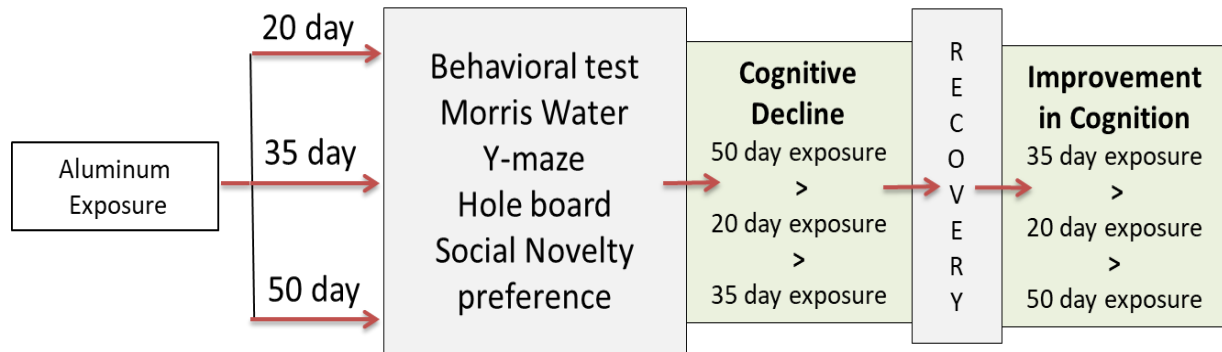 Aluminum
Exposure
20 day
35 day
50 day
Behavioral test
Morris Water
Y-maze
Hole board
Social Novelty
preference
Cognitive
Decline
50 day exposure
>
20 day exposure
>
35 day exposure
R
E
C
O
V
E
R
Y
Improvement
in Cognition
35 day exposure
>
20 day exposure
>
50 day exposure